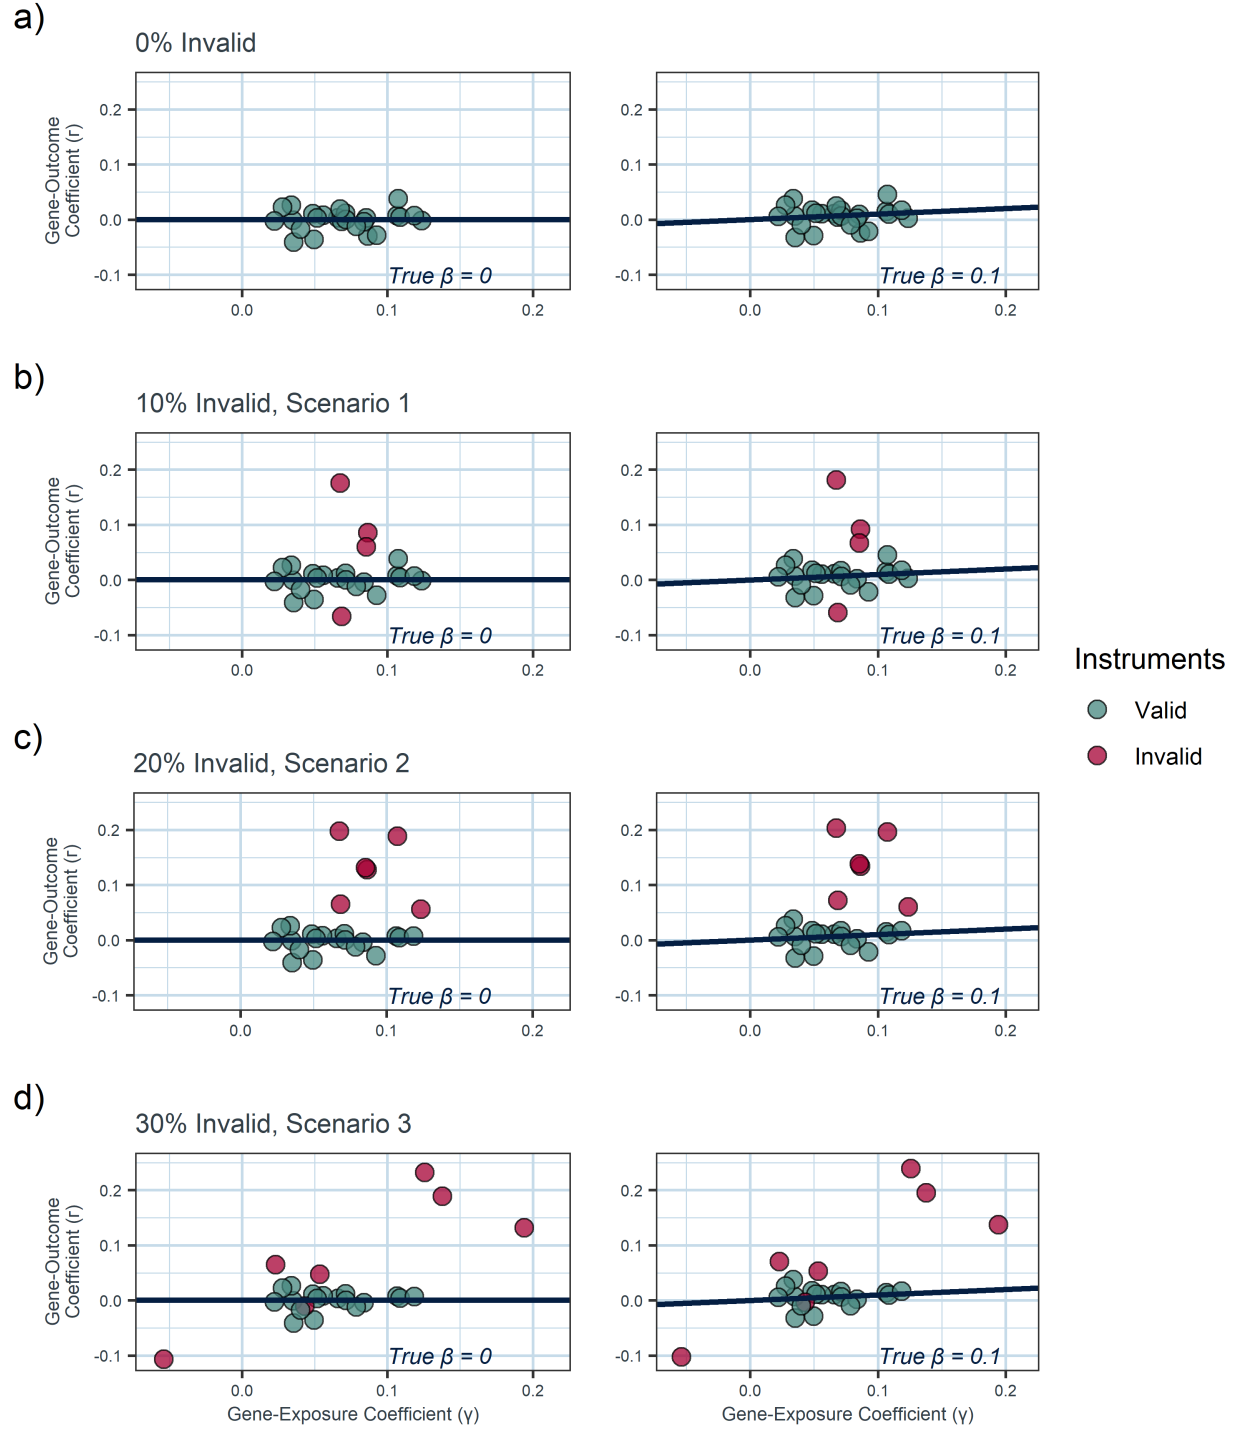 a)
0% Invalid
Gene-Outcome
Coefficient (r)
0.2
0.1
0.0
-0.1
True β = 0
0.0 0.1 0.2
0.2
0.1
0.0
-0.1
True β = 0.1
0.0 0.1 0.2
b)
10% Invalid, Scenario 1
Gene-Outcome
Coefficient (r)
0.2
0.1
0.0
-0.1
True β = 0
0.0 0.1 0.2
0.2
0.1
0.0
-0.1
True β = 0.1
0.0 0.1 0.2
Instruments
Valid
Invalid
c)
20% Invalid, Scenario 2
Gene-Outcome
Coefficient (r)
0.2
0.1
0.0
-0.1
True β = 0
0.0 0.1 0.2
0.2
0.1
0.0
-0.1
True β = 0.1
0.0 0.1 0.2
d)
30% Invalid, Scenario 3
Gene-Outcome
Coefficient (r)
0.2
0.1
0.0
-0.1
True β = 0
0.0 0.1 0.2
Gene-Exposure Coefficient (γ)
0.2
0.1
0.0
-0.1
True β = 0.1
0.0 0.1 0.2
Gene-Exposure Coefficient (γ)